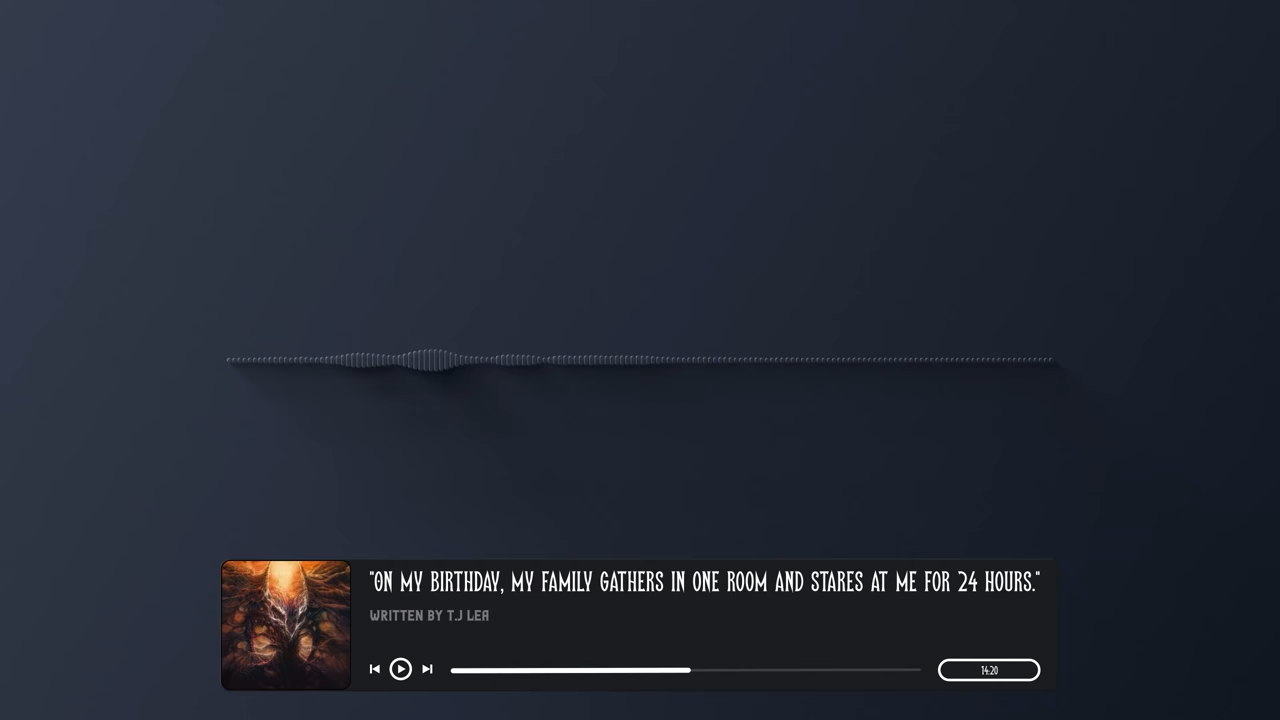 "ON MY BIRTHDAY, MY FAMILY GATHERS IN ONE ROOM AND STARES AT ME FOR 24 HOURS."
WRITTEN BY T.J LEA
14:20